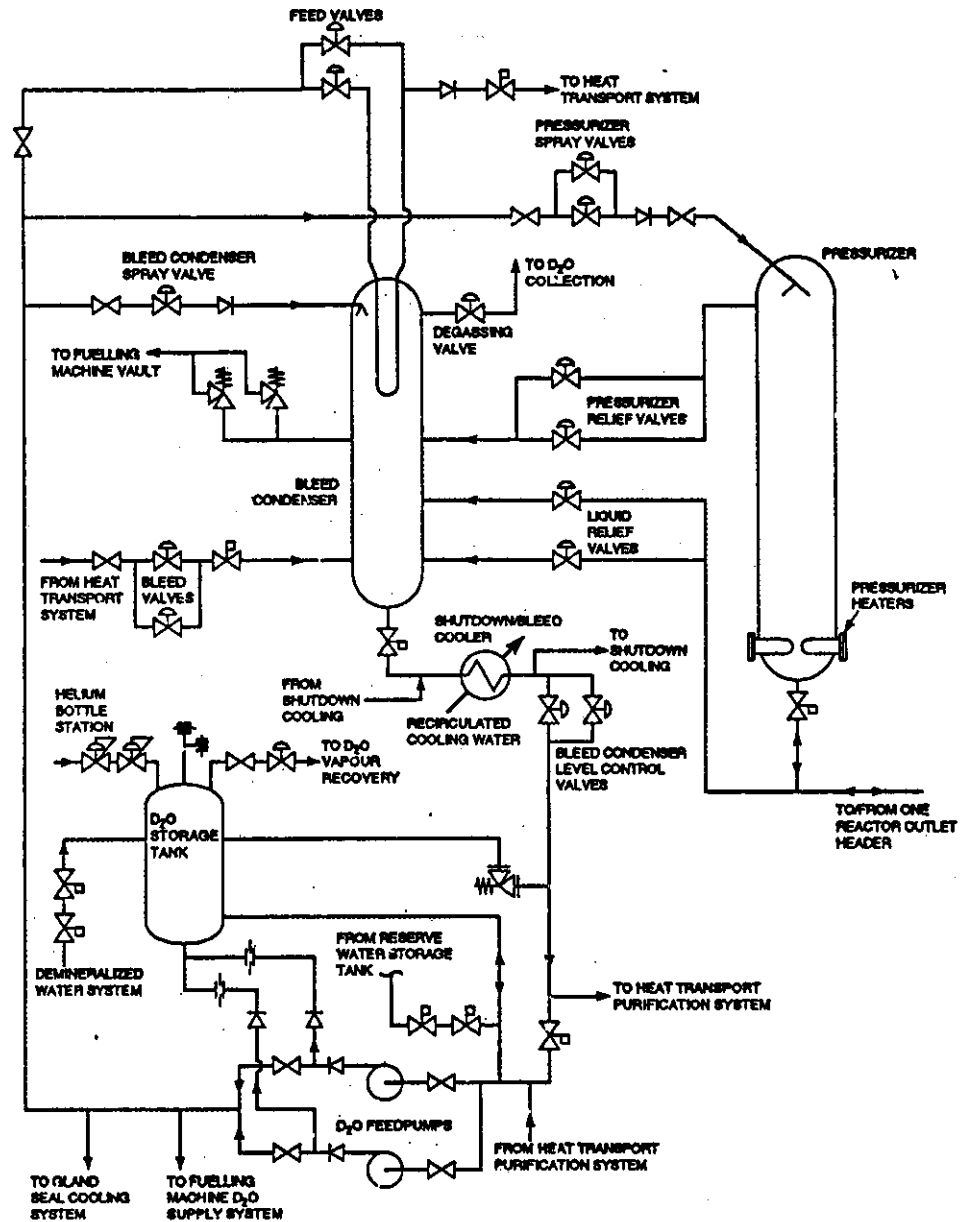 FEED VALVES
TO HEAT
TRANSPORT SYSTEM
PRESSURIZER
SPRAY VALVES
BLEED CONDENSER
SPRAY VALVE
TO D₂O
COLLECTION
PRESSURIZER
DEGASSING
VALVE
TO FUELLING
MACHINE VAULT
PRESSURIZER
RELIEF VALVES
BLEED
CONDENSER
LIQUID
RELIEF
VALVES
FROM HEAT
TRANSPORT
SYSTEM
BLEED
VALVES
PRESSURIZER
HEATERS
SHUTDOWN/BLEED
COOLER
TO
SHUTDOWN
COOLING
FROM
SHUTDOWN
COOLING
RECIRCULATED
COOLING WATER
HELIUM
BOTTLE
STATION
TO D₂O
VAPOUR
RECOVERY
BLEED CONDENSER
LEVEL CONTROL
VALVES
TO/FROM ONE
REACTOR OUTLET
HEADER
D₂O
STORAGE
TANK
FROM RESERVE
WATER STORAGE
TANK
DEMINERALIZED
WATER SYSTEM
TO HEAT TRANSPORT
PURIFICATION SYSTEM
D₂O FEEDPUMPS
FROM HEAT TRANSPORT
PURIFICATION SYSTEM
TO GLAND
SEAL COOLING
SYSTEM
TO FUELLING
MACHINE D₂O
SUPPLY SYSTEM